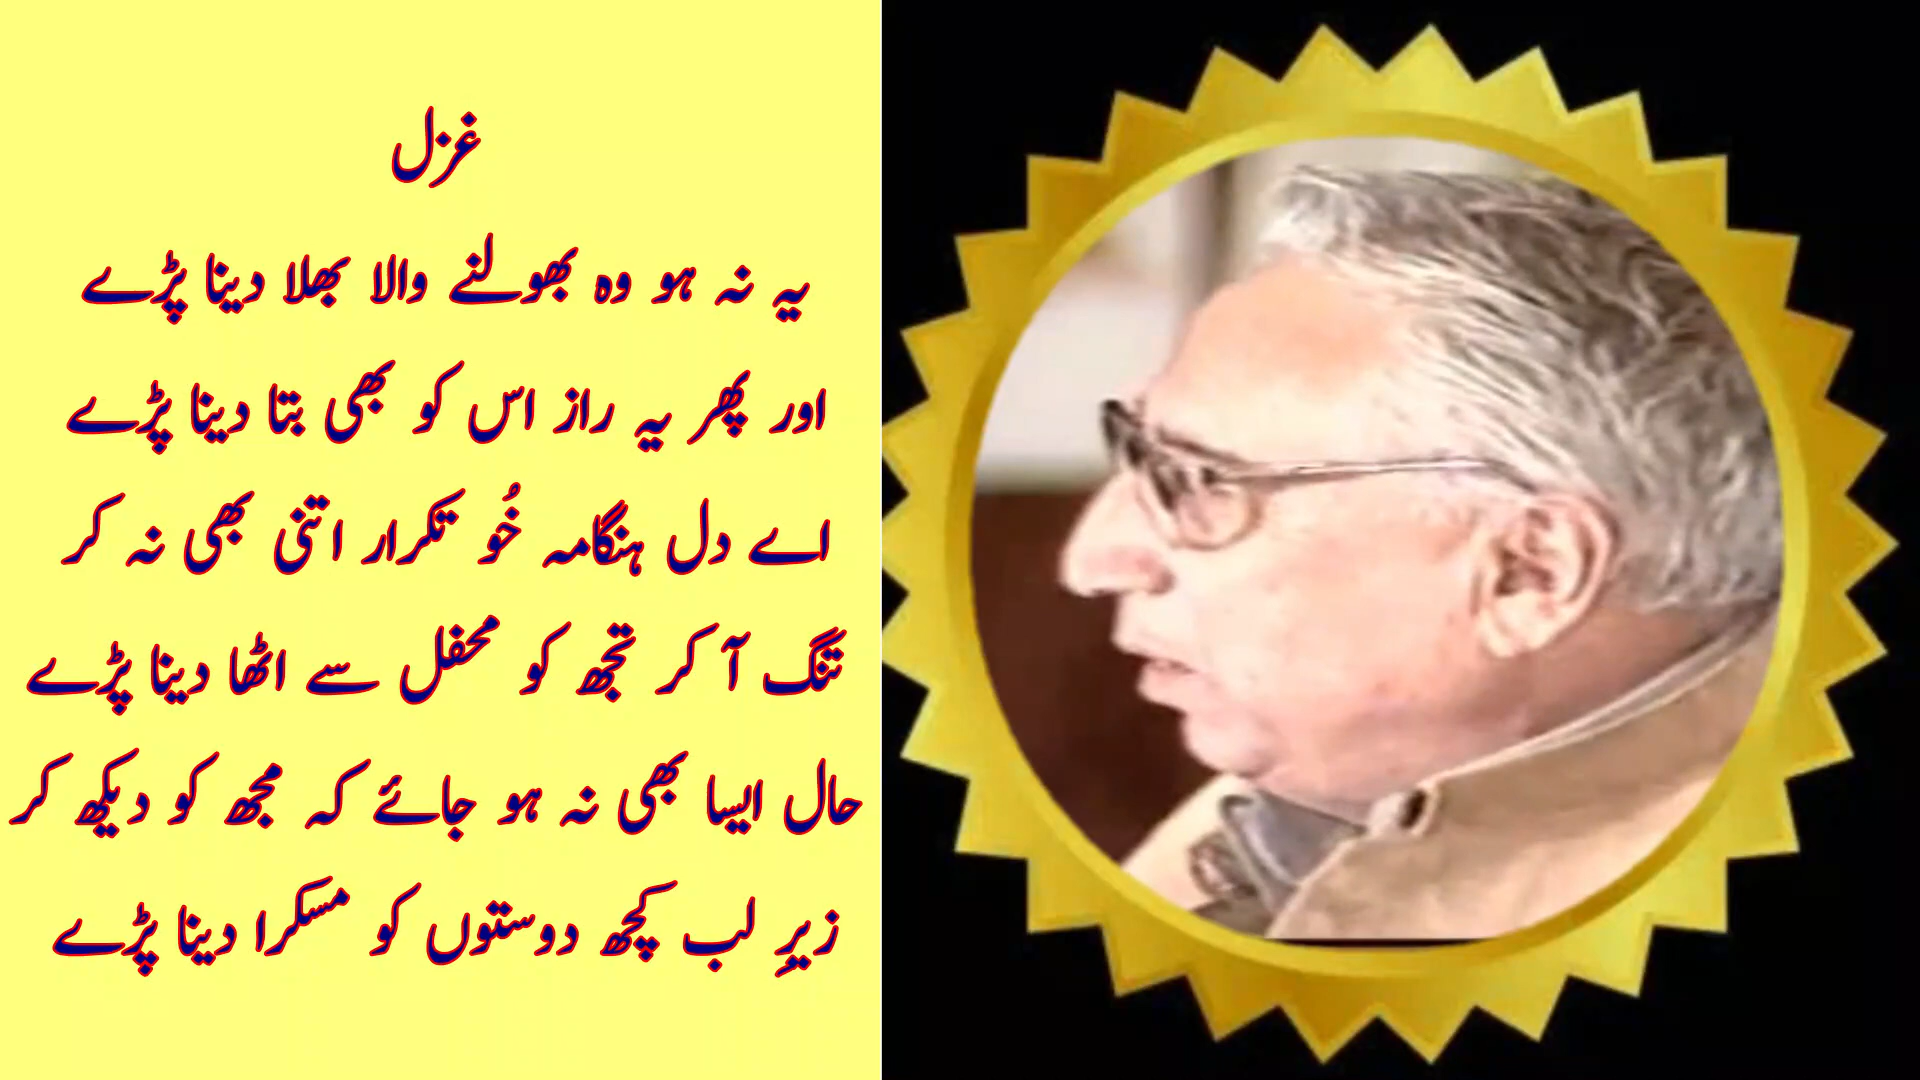 غزل
یہ نہ ہو وہ بھولنے والا بھلا دینا پڑے
اور پھر یہ راز اس کو بھی بتا دینا پڑے
اے دل ہنگامہ خُو تکرار اتنی بھی نہ کر
تنگ آ کر تجھ کو محفل سے اٹھا دینا پڑے
حال ایسا بھی نہ ہو جائے کہ مجھ کو دیکھ کر
زیرِ لب کچھ دوستوں کو مسکرا دینا پڑے